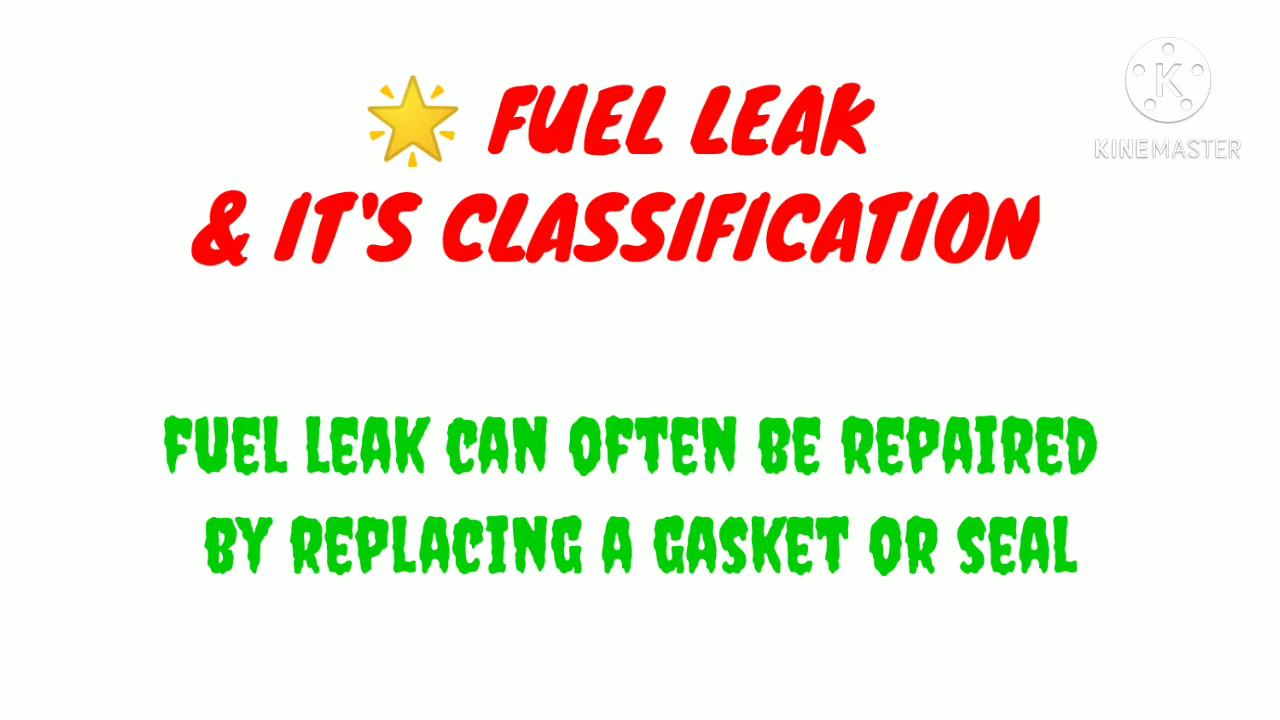 🌟 FUEL LEAK
& IT'S CLASSIFICATION
K
KINEMASTER
FUEL LEAK CAN OFTEN BE REPAIRED
BY REPLACING A GASKET OR SEAL